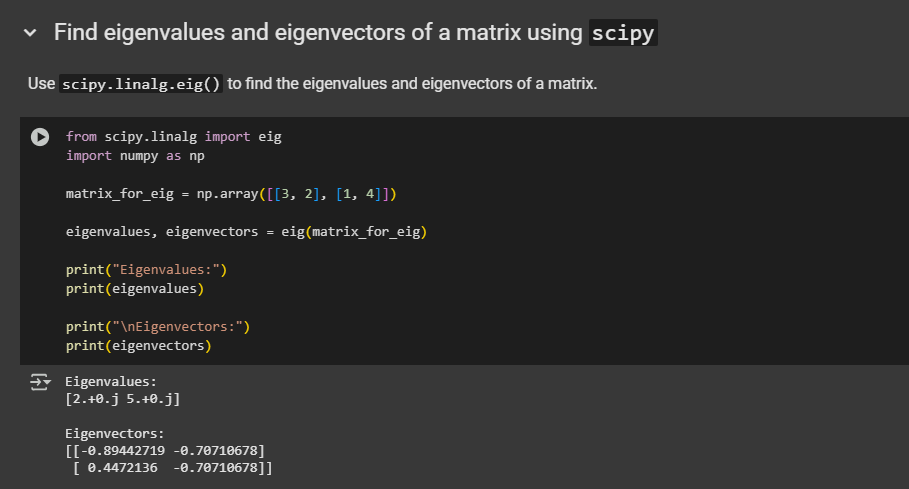 Find eigenvalues and eigenvectors of a matrix using scipy
Use scipy.linalg.eig() to find the eigenvalues and eigenvectors of a matrix.
from scipy.linalg import eig
import numpy as np
matrix_for_eig = np.array([[3, 2], [1, 4]])
eigenvalues, eigenvectors = eig(matrix_for_eig)
print("Eigenvalues:")
print(eigenvalues)
print("\nEigenvectors:")
print(eigenvectors)
Eigenvalues:
[2.+0.j 5.+0.j]
Eigenvectors:
[[-0.89442719 -0.70710678]
 [ 0.4472136  -0.70710678]]